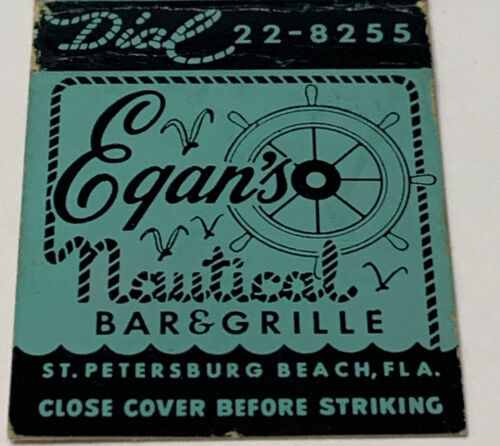 Dial 22-8255
Egan's
Nautical
BAR & GRILLE
ST. PETERSBURG BEACH, FLA.
CLOSE COVER BEFORE STRIKING